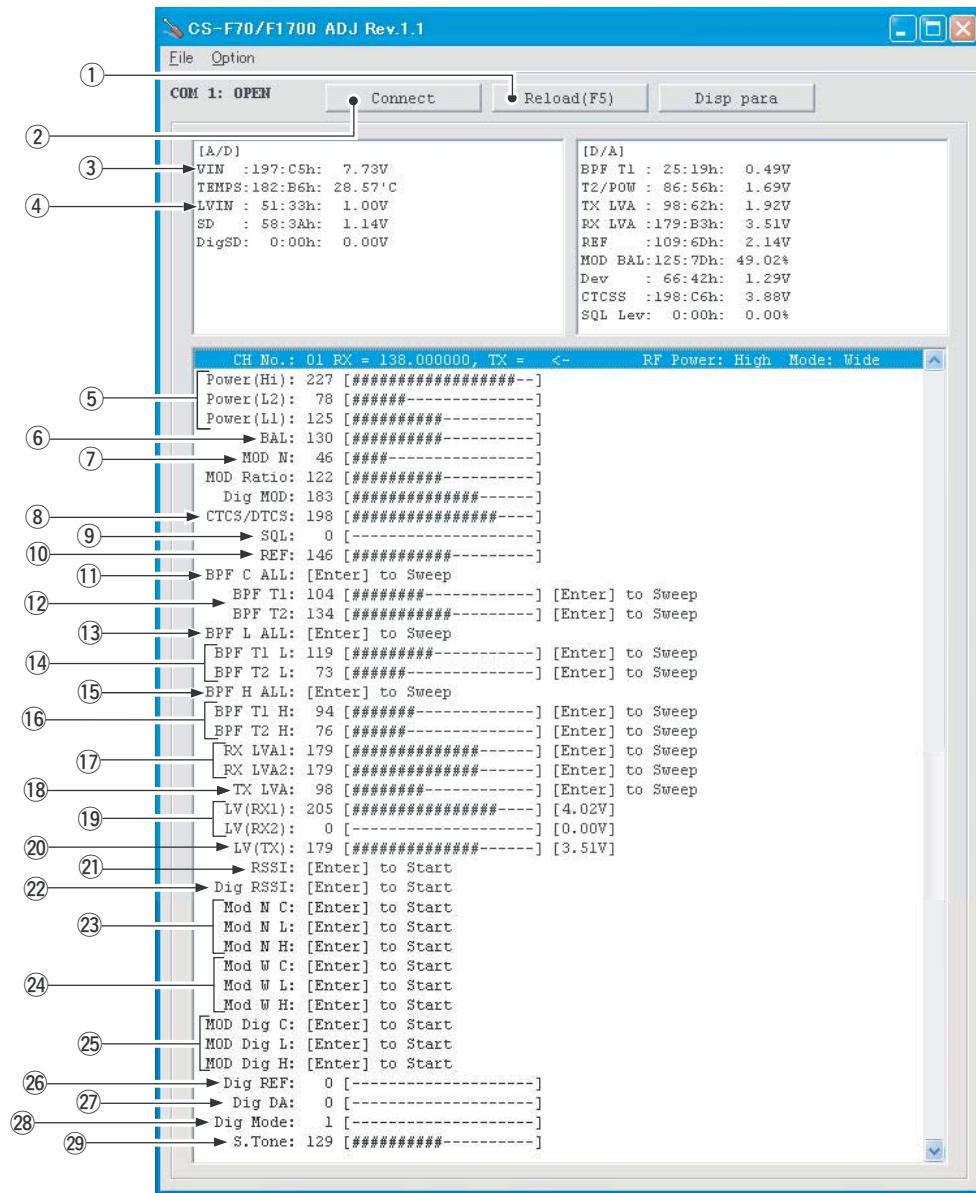 CS-F70/F1700 ADJ Rev.1.1
File Option
COM 1: OPEN Connect Reload(F5) Disp para
①
②
③
④
⑤
⑥
⑦
⑧
⑨
⑩
⑪
⑫
⑬
⑭
⑮
⑯
⑰
⑱
⑲
⑳
㉑
㉒
㉓
㉔
㉕
㉖
㉗
㉘
㉙
[A/D]
VIN :197:C5h: 7.73V
TEMPS:182:B6h: 28.57'C
LVIN : 51:33h: 1.00V
SD : 58:3Ah: 1.14V
DigSD: 0:00h: 0.00V
[D/A]
BPF T1 : 25:19h: 0.49V
T2/POW : 86:56h: 1.69V
TX LVA : 98:62h: 1.92V
RX LVA :179:B3h: 3.51V
REF :109:6Dh: 2.14V
MOD BAL:125:7Dh: 49.02%
Dev : 66:42h: 1.29V
CTCSS :198:C6h: 3.88V
SQL Lev: 0:00h: 0.00%
CH No.: 01 RX = 138.000000, TX = <- RF Power: High Mode: Wide
Power(Hi): 227 [##################--]
Power(L2): 78 [######--------------]
Power(L1): 125 [##########----------]
BAL: 130 [##########----------]
MOD N: 46 [####----------------]
MOD Ratio: 122 [##########----------]
Dig MOD: 183 [##############------]
CTCS/DTCS: 198 [################----]
SQL: 0 [--------------------]
REF: 146 [###########---------]
BPF C ALL: [Enter] to Sweep
BPF T1: 104 [########------------] [Enter] to Sweep
BPF T2: 134 [###########---------] [Enter] to Sweep
BPF L ALL: [Enter] to Sweep
BPF T1 L: 119 [#########-----------] [Enter] to Sweep
BPF T2 L: 73 [######--------------] [Enter] to Sweep
BPF H ALL: [Enter] to Sweep
BPF T1 H: 94 [#######-------------] [Enter] to Sweep
BPF T2 H: 76 [######--------------] [Enter] to Sweep
RX LVA1: 179 [##############------] [Enter] to Sweep
RX LVA2: 179 [##############------] [Enter] to Sweep
TX LVA: 98 [########------------] [Enter] to Sweep
LV(RX1): 205 [################----] [4.02V]
LV(RX2): 0 [--------------------] [0.00V]
LV(TX): 179 [##############------] [3.51V]
RSSI: [Enter] to Start
Dig RSSI: [Enter] to Start
Mod N C: [Enter] to Start
Mod N L: [Enter] to Start
Mod N H: [Enter] to Start
Mod W C: [Enter] to Start
Mod W L: [Enter] to Start
Mod W H: [Enter] to Start
MOD Dig C: [Enter] to Start
MOD Dig L: [Enter] to Start
MOD Dig H: [Enter] to Start
Dig REF: 0 [--------------------]
Dig DA: 0 [--------------------]
Dig Mode: 1 [--------------------]
S.Tone: 129 [##########----------]